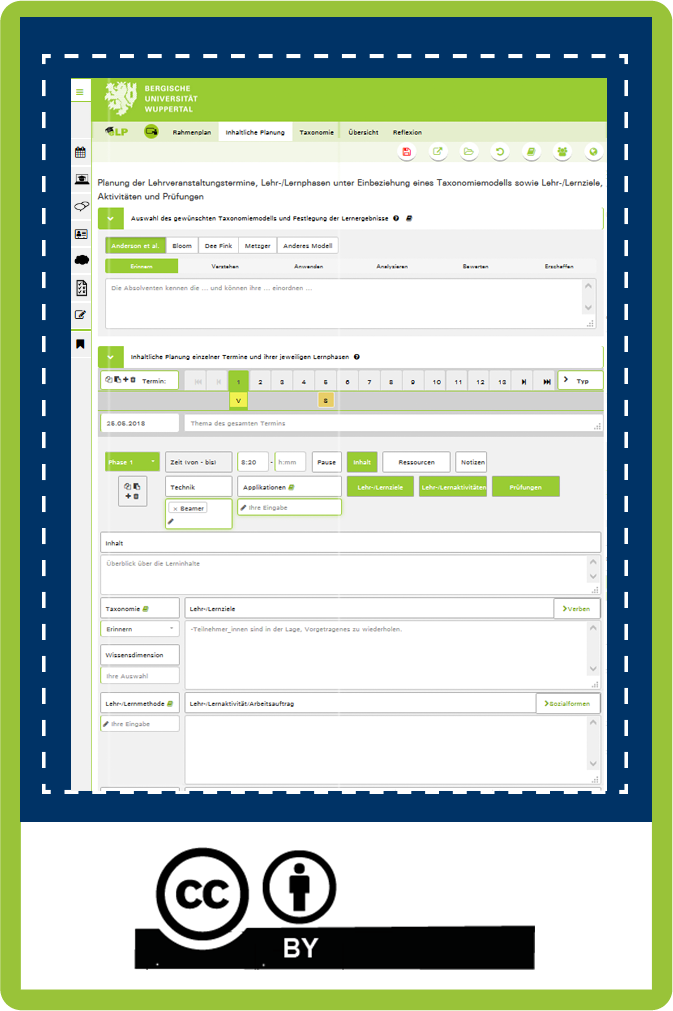 BERGISCHE
UNIVERSITÄT
WUPPERTAL
LP Rahmenplan Inhaltliche Planung Taxonomie Übersicht Reflexion
Planung der Lehrveranstaltungstermine, Lehr-/Lernphasen unter Einbeziehung eines Taxonomiemodells sowie Lehr-/Lernziele,
Aktivitäten und Prüfungen
Auswahl des gewünschten Taxonomiemodells und Festlegung der Lernergebnisse
Anderson et al. Bloom Dee Fink Metzger Anderes Modell
Erinnern Verstehen Anwenden Analysieren Bewerten Erschaffen
Die Absolventen kennen die ... und können ihre ... einordnen ...
Inhaltliche Planung einzelner Termine und ihrer jeweiligen Lernphasen
Termin: 1 2 3 4 5 6 7 8 9 10 11 12 13 Typ
V S
25.05.2018 Thema des gesamten Termins
Phase 1 Zeit (von - bis) 8:20 - h:mm Pause Inhalt Ressourcen Notizen
Technik Applikationen Lehr-/Lernziele Lehr-/Lernaktivitäten Prüfungen
× Beamer Ihre Eingabe
Inhalt
Überblick über die Lerninhalte
Taxonomie Lehr-/Lernziele Verben
Erinnern -Teilnehmer_innen sind in der Lage, Vorgetragenes zu wiederholen.
Wissensdimension
Ihre Auswahl
Lehr-/Lernmethode Lehr-/Lernaktivität/Arbeitsauftrag Sozialformen
Ihre Eingabe
CC
BY